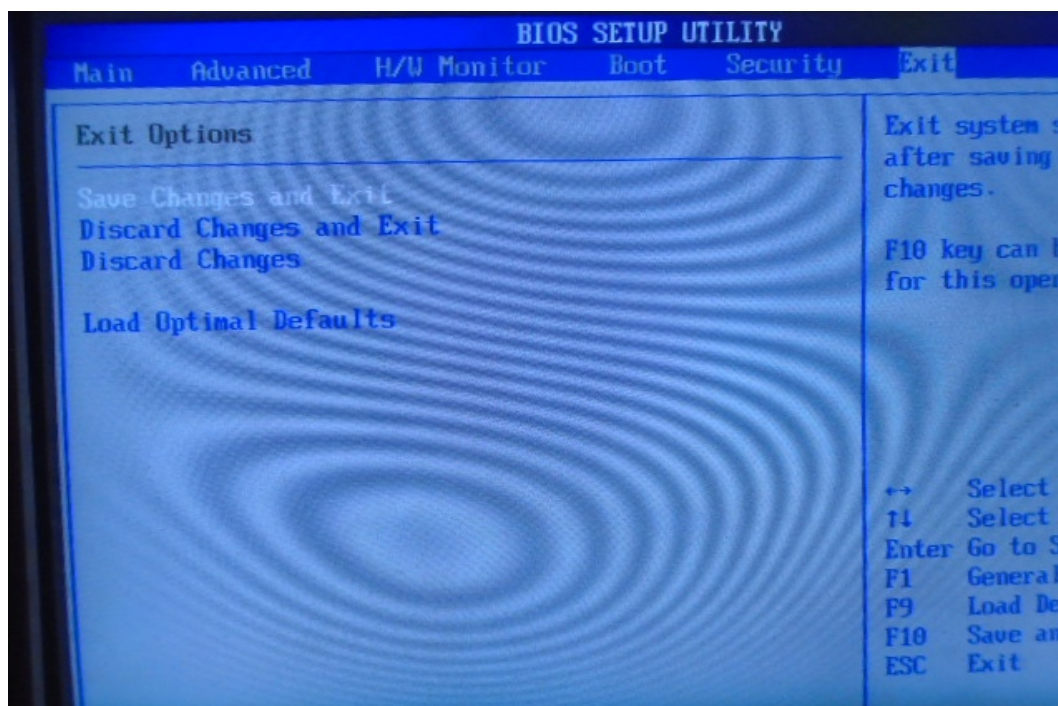 BIOS SETUP UTILITY
Main Advanced H/W Monitor Boot Security Exit
Exit Options
Save Changes and Exit
Discard Changes and Exit
Discard Changes
Load Optimal Defaults
Exit system
after saving
changes.
F10 key can
for this
↔ Select
↑↓ Select
Enter Go to
F1 General
F9 Load
F10 Save
ESC Exit